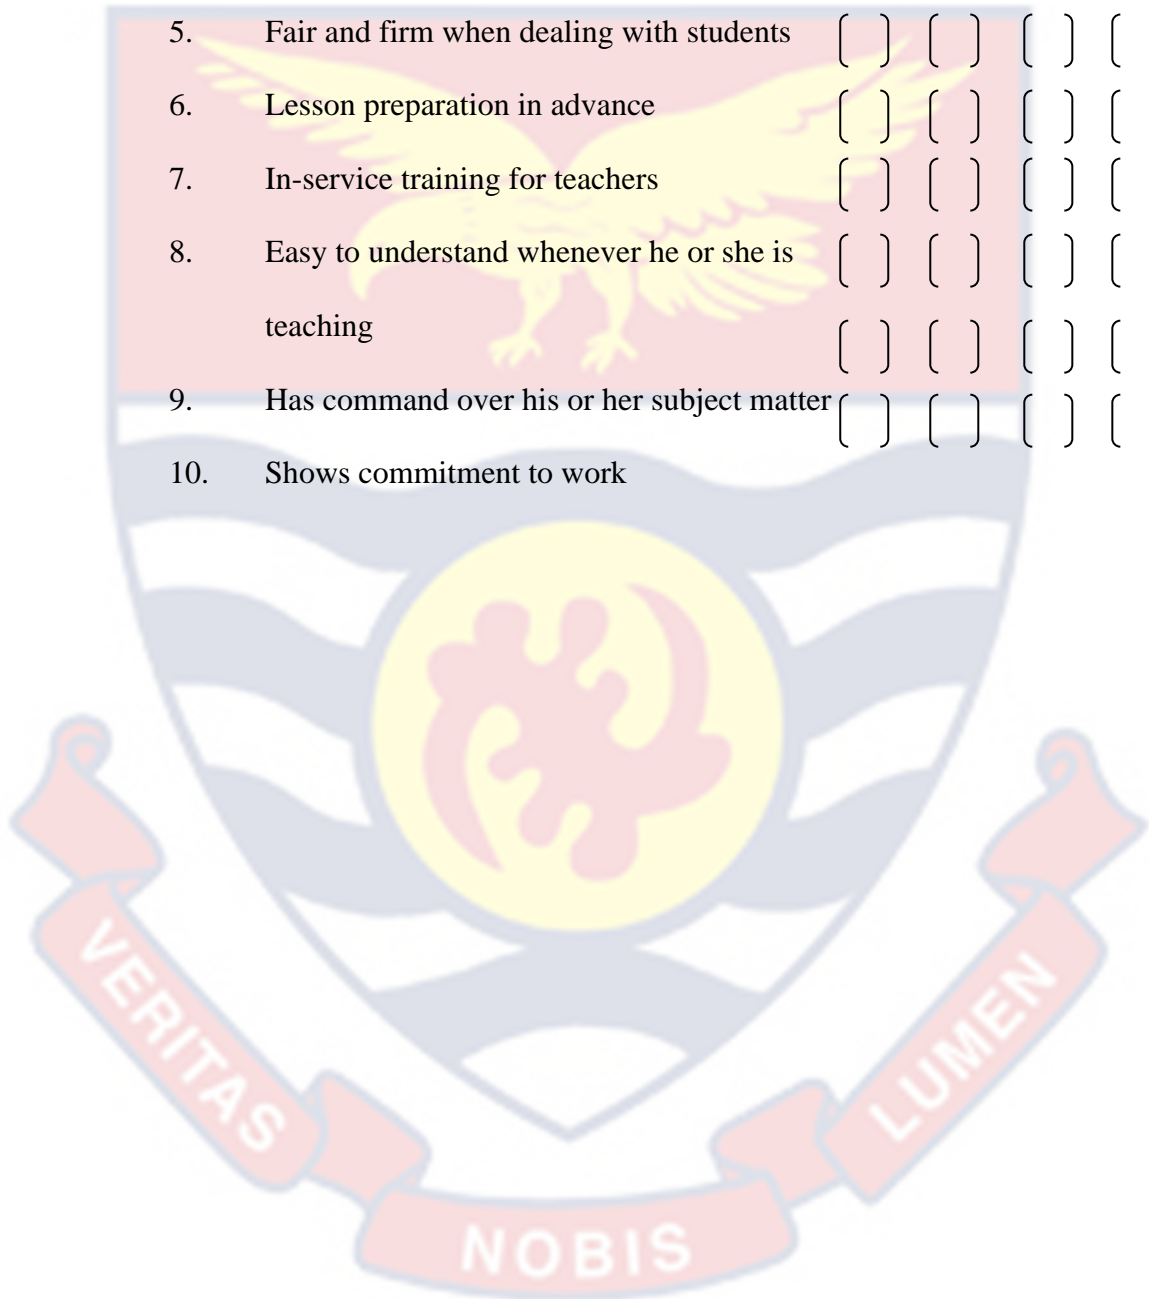 5. Fair and firm when dealing with students ( ) ( ) ( ) (
6. Lesson preparation in advance ( ) ( ) ( ) (
7. In-service training for teachers ( ) ( ) ( ) (
8. Easy to understand whenever he or she is ( ) ( ) ( ) (
teaching ( ) ( ) ( ) (
9. Has command over his or her subject matter ( ) ( ) ( ) (
10. Shows commitment to work
VERITAS
NOBIS
LUMEN